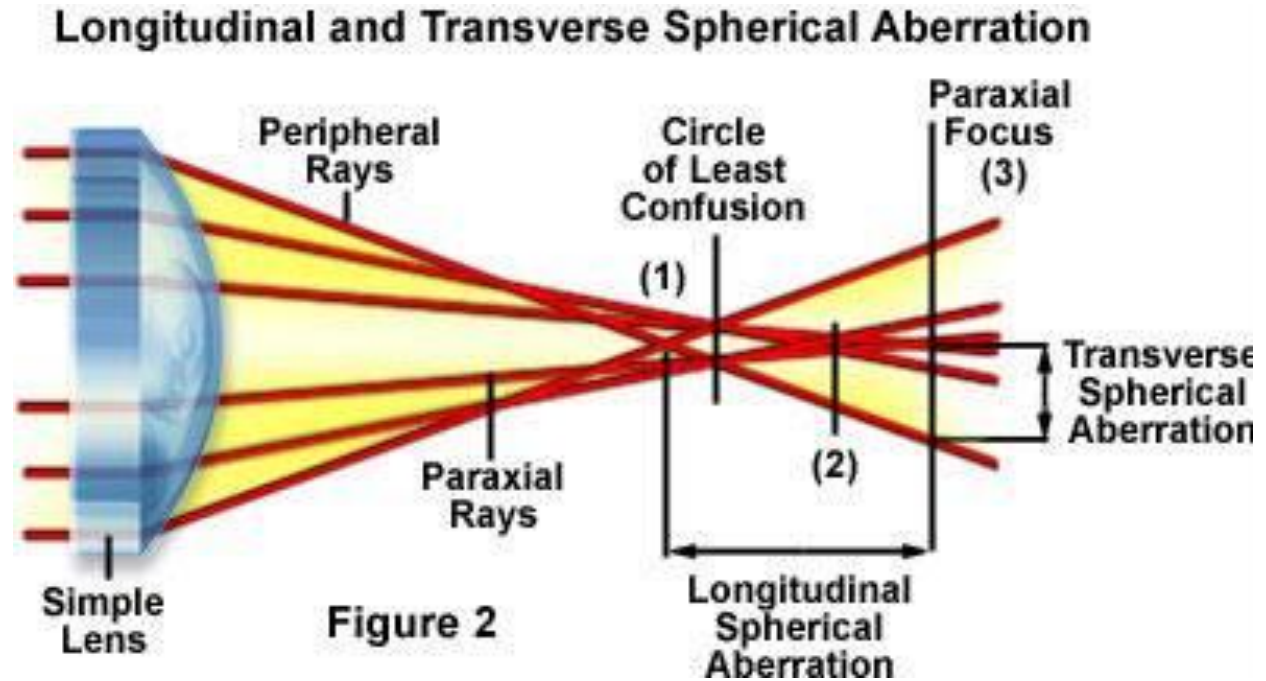 Longitudinal and Transverse Spherical Aberration
Peripheral
Rays
Circle
of Least
Confusion
Paraxial
Focus
(3)
(1)
Transverse
Spherical
Aberration
(2)
Paraxial
Rays
Simple
Lens
Figure 2
Longitudinal
Spherical
Aberration